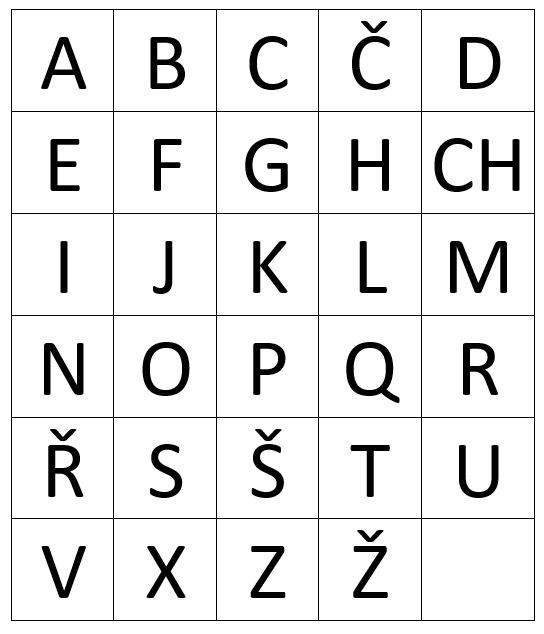 A B C Č D
E F G H CH
I J K L M
N O P Q R
Ř S Š T U
V X Z Ž